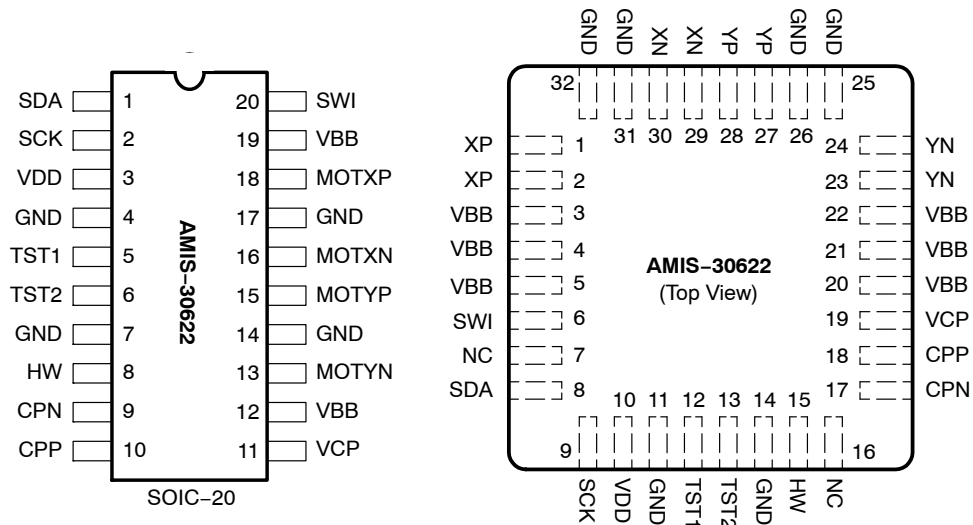 SDA 1 20 SWI
SCK 2 19 VBB
VDD 3 18 MOTXP
GND 4 17 GND
TST1 5 16 MOTXN
TST2 6 15 MOTYP
GND 7 14 GND
HW 8 13 MOTYN
CPN 9 12 VBB
CPP 10 11 VCP
AMIS–30622
SOIC–20
GND GND XN XN YP YP GND GND
32 31 30 29 28 27 26 25
XP 1 24 YN
XP 2 23 YN
VBB 3 22 VBB
VBB 4 21 VBB
VBB 5 20 VBB
SWI 6 19 VCP
NC 7 18 CPP
SDA 8 17 CPN
AMIS–30622
(Top View)
9 10 11 12 13 14 15 16
SCK VDD GND TST1 TST2 GND HW NC